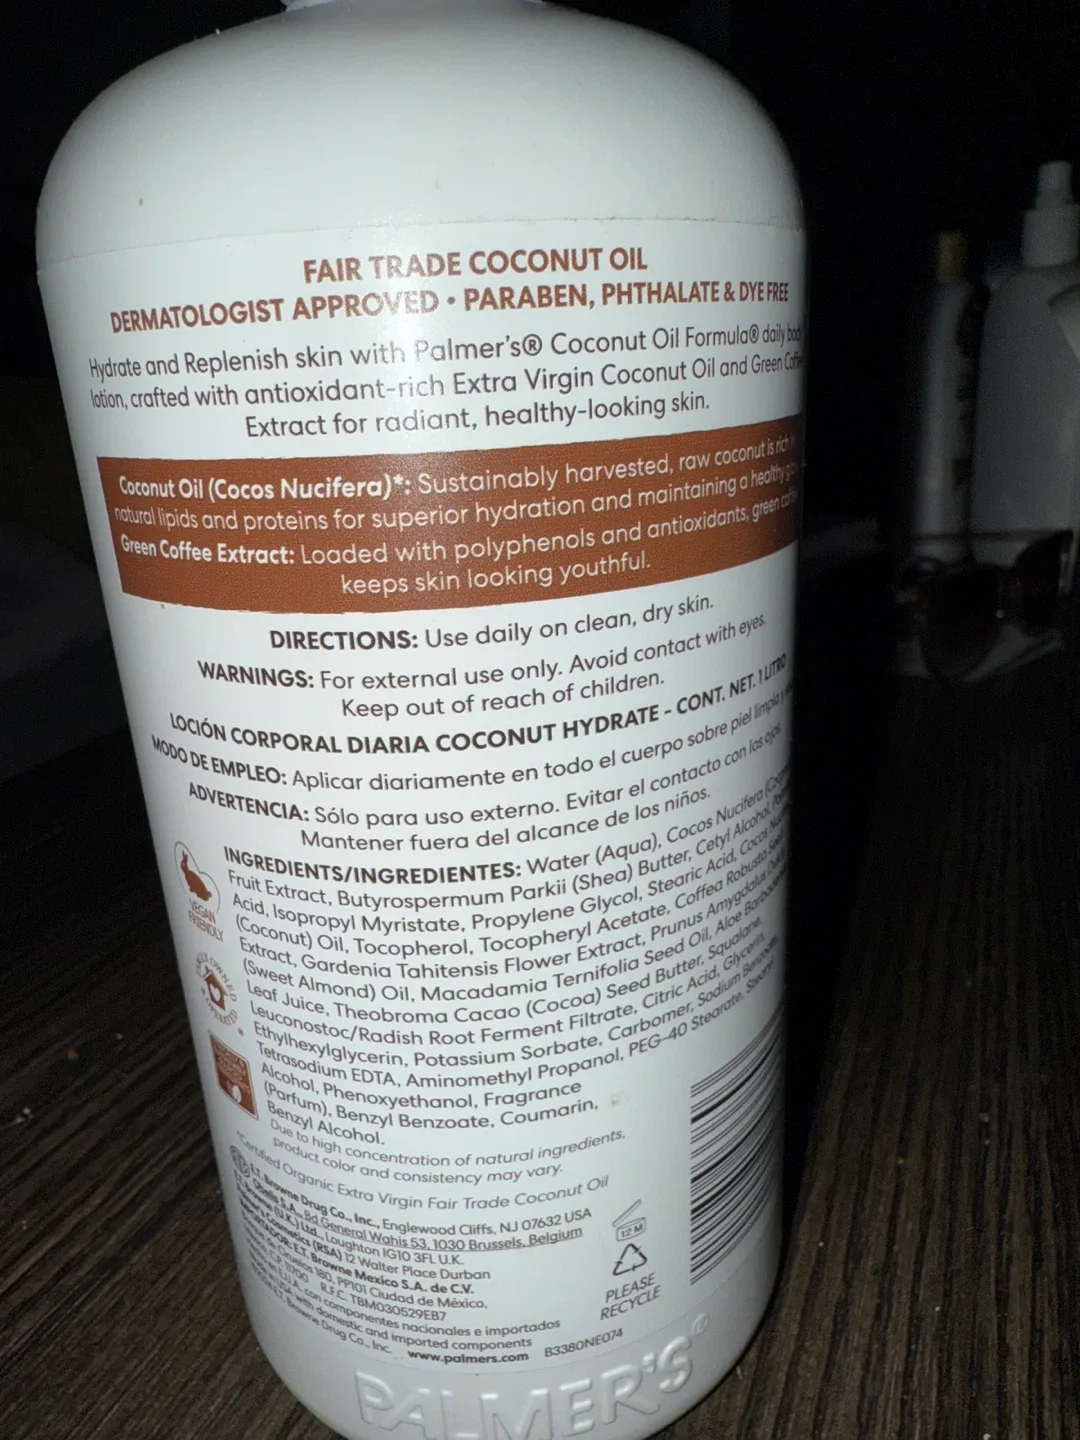 FAIR TRADE COCONUT OIL
DERMATOLOGIST APPROVED • PARABEN, PHTHALATE & DYE FREE
Hydrate and Replenish skin with Palmer's® Coconut Oil Formula® daily
lotion, crafted with antioxidant-rich Extra Virgin Coconut Oil and Green
Extract for radiant, healthy-looking skin.
Coconut Oil (Cocos Nucifera)*: Sustainably harvested, raw coconut is rich
natural lipids and proteins for superior hydration and maintaining a healthy
Green Coffee Extract: Loaded with polyphenols and antioxidants, green
keeps skin looking youthful.
DIRECTIONS: Use daily on clean, dry skin.
WARNINGS: For external use only. Avoid contact with eyes.
Keep out of reach of children.
LOCIÓN CORPORAL DIARIA COCONUT HYDRATE - CONT. NET. 1 LITRO
MODO DE EMPLEO: Aplicar diariamente en todo el cuerpo sobre piel limpia y
ADVERTENCIA: Sólo para uso externo. Evitar el contacto con los ojos.
Mantener fuera del alcance de los niños.
INGREDIENTS/INGREDIENTES: Water (Aqua), Cocos Nucifera
Fruit Extract, Butyrospermum Parkii (Shea) Butter, Cetyl Alcohol,
Acid, Isopropyl Myristate, Propylene Glycol, Stearic Acid, Cocos
(Coconut) Oil, Tocopherol, Tocopheryl Acetate, Coffea Robusta Seed
Extract, Gardenia Tahitensis Flower Extract, Prunus Amygdalus
(Sweet Almond) Oil, Macadamia Ternifolia Seed Oil, Aloe
Leaf Juice, Theobroma Cacao (Cocoa) Seed Butter, Squalane,
Leuconostoc/Radish Root Ferment Filtrate, Citric Acid, Glycerin,
Ethylhexylglycerin, Potassium Sorbate, Carbomer, Sodium Benzoate,
Tetrasodium EDTA, Aminomethyl Propanol, PEG-40 Stearate,
Alcohol, Phenoxyethanol, Fragrance
(Parfum), Benzyl Benzoate, Coumarin,
Benzyl Alcohol.
Due to high concentration of natural ingredients,
product color and consistency may vary.
*Certified Organic Extra Virgin Fair Trade Coconut Oil
VEGAN
FRIENDLY
OWNED
E.T. Browne Drug Co., Inc., Englewood Cliffs, NJ 07632 USA
Obelis S.A., Bd General Wahis 53, 1030 Brussels, Belgium
E.T. Browne (U.K.) Ltd., Loughton IG10 3FL U.K.
Palmer's Cosmetics (RSA) 12 Walter Place Durban
IMPORTADOR: E.T. Browne Mexico S.A. de C.V.
180, PP101 Ciudad de México,
R.F.C. TBM030529EB7
con componentes nacionales e importados
with domestic and imported components
Browne Drug Co., Inc.
www.palmers.com
B3380NE074
12 M
PLEASE
RECYCLE
PALMER'S®